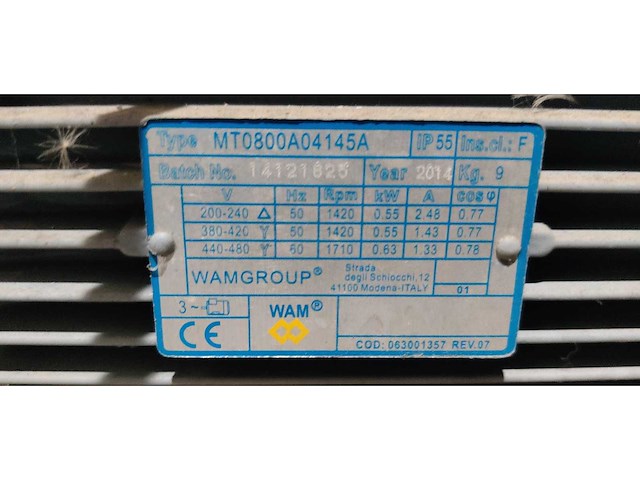 Type MT0800A04145A IP 55 Ins.cl.: F
Batch No. 14121625 Year 2014 Kg. 9
V Hz Rpm kW A cosφ
200-240 Δ 50 1420 0.55 2.48 0.77
380-420 Y 50 1420 0.55 1.43 0.77
440-480 Y 60 1710 0.63 1.33 0.78
WAMGROUP® Strada
degli Schiocchi,12
41100 Modena-ITALY 01
3~
CE WAM®
COD: 063001357 REV.07